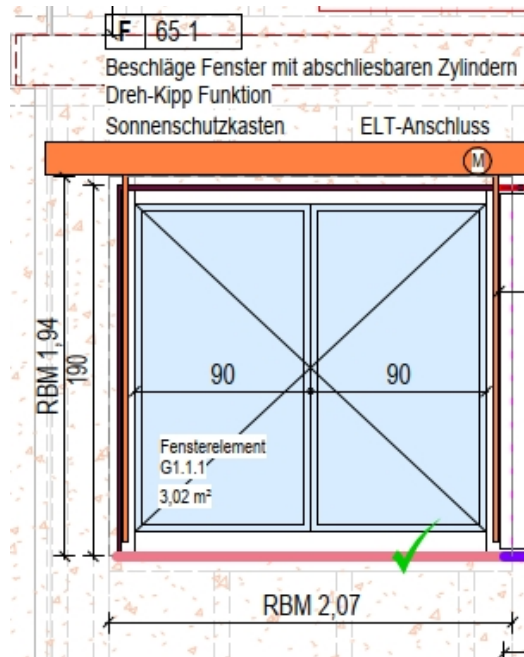 F 65-1
Beschläge Fenster mit abschliesbaren Zylindern
Dreh-Kipp Funktion
Sonnenschutzkasten ELT-Anschluss
M
RBM 1,94
190
90 90
Fensterelement
G1.1.1
3,02 m²
RBM 2,07